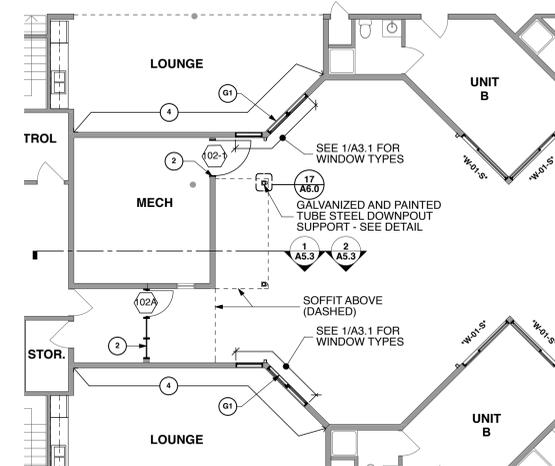 LOUNGE
UNIT
B
G1
4
TROL
2
102-1
SEE 1/A3.1 FOR
WINDOW TYPES
"W-01-S"
"W-01-S"
17
A6.0
MECH
GALVANIZED AND PAINTED
TUBE STEEL DOWNPOUT
SUPPORT - SEE DETAIL
1
A5.3
2
A5.3
102A
SOFFIT ABOVE
(DASHED)
SEE 1/A3.1 FOR
WINDOW TYPES
"W-01-S"
"W-01-S"
2
STOR.
4
G1
LOUNGE
UNIT
B